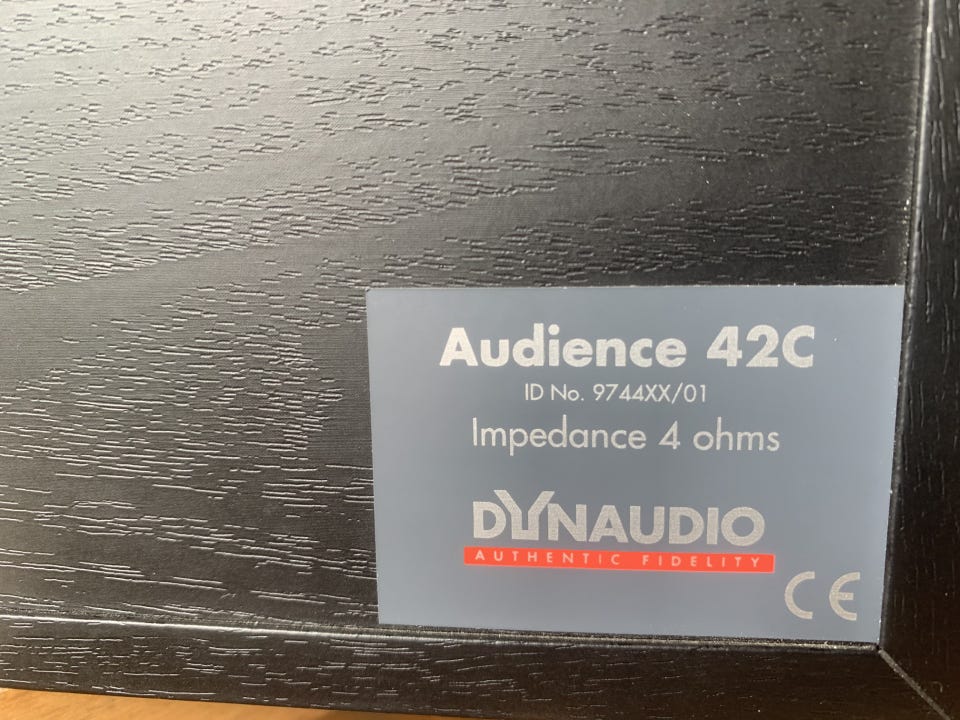 Audience 42C
ID No. 9744XX/01
Impedance 4 ohms
DYNAUDIO
AUTHENTIC FIDELITY
CE